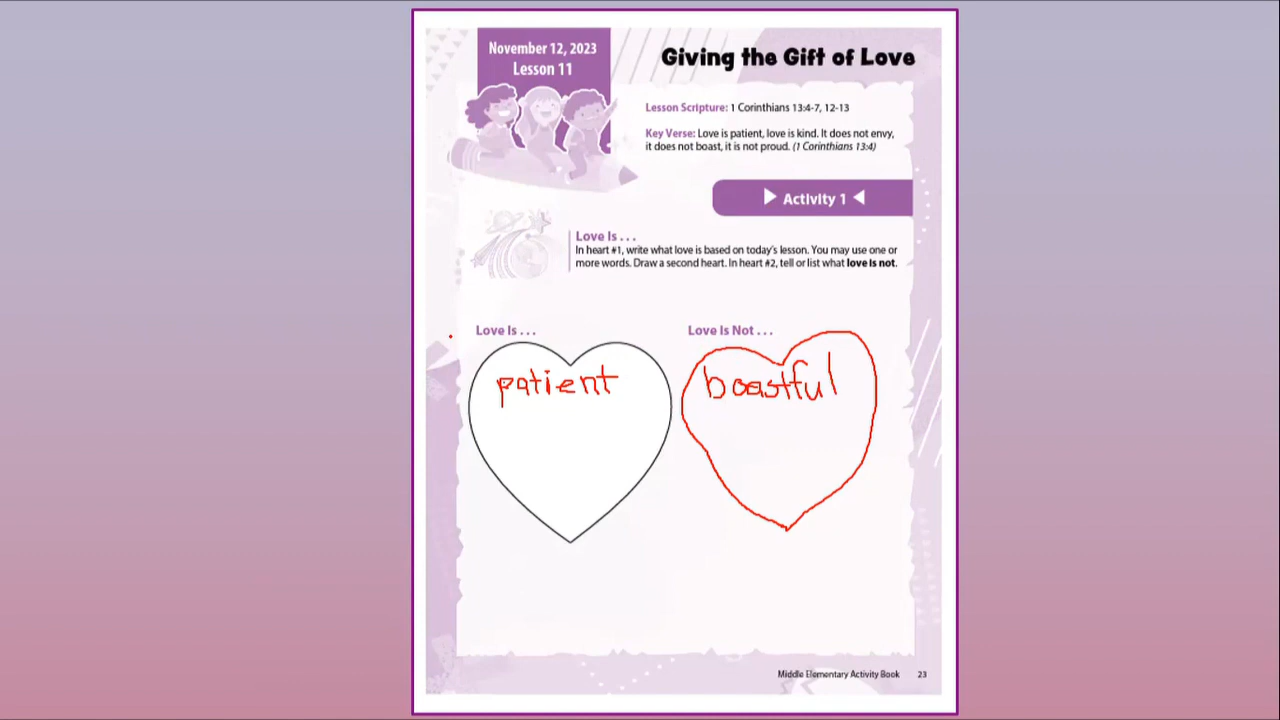 November 12, 2023
Lesson 11
Giving the Gift of Love
Lesson Scripture: 1 Corinthians 13:4-7, 12-13
Key Verse: Love is patient, love is kind. It does not envy,
it does not boast, it is not proud. (1 Corinthians 13:4)
Activity 1
Love Is . . .
In heart #1, write what love is based on today's lesson. You may use one or
more words. Draw a second heart. In heart #2, tell or list what love is not.
Love Is . . .
patient
Love Is Not . . .
boastful
Middle Elementary Activity Book 23